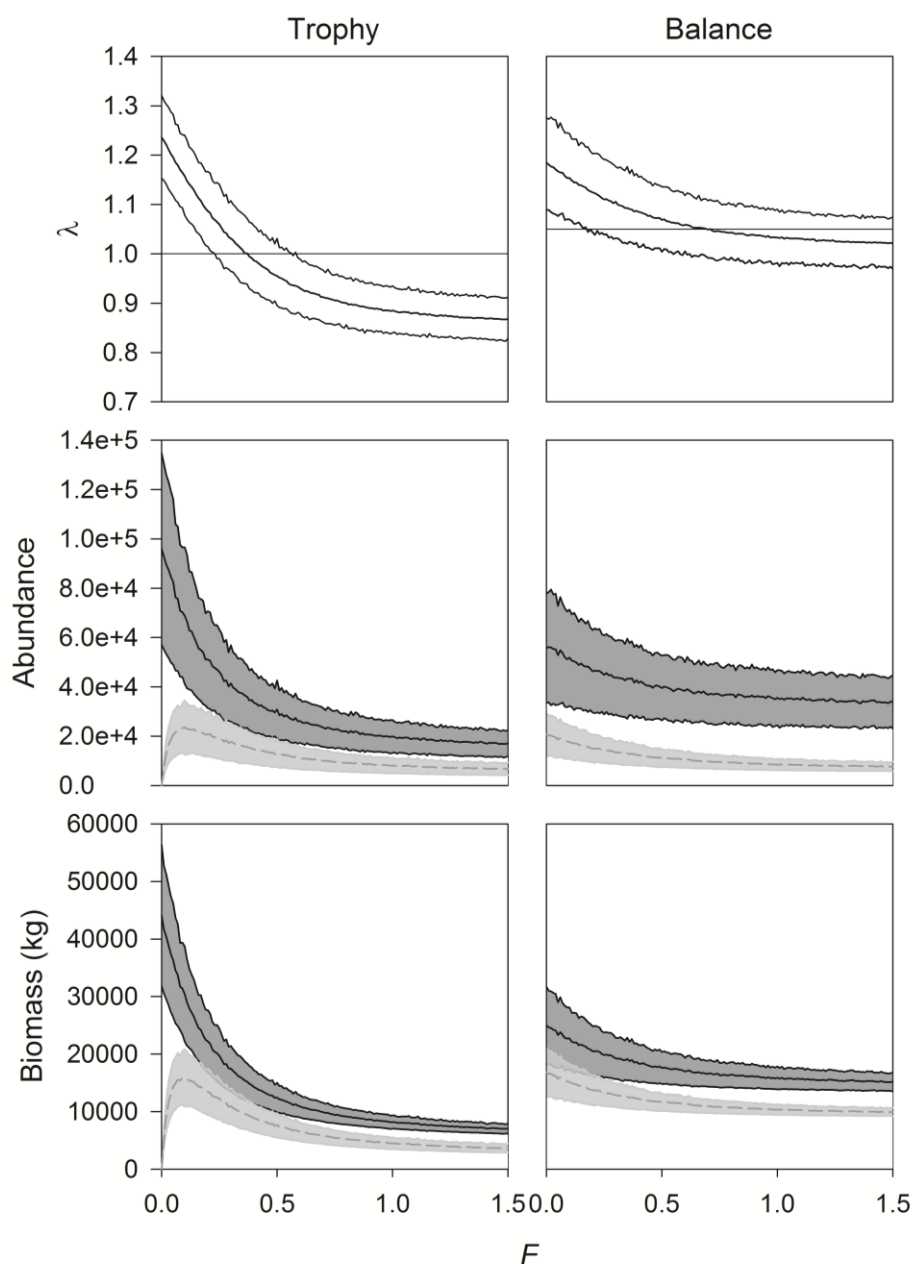 Trophy Balance
1.4
1.3
1.2
1.1
1.0
0.9
0.8
0.7
λ
1.4e+5
1.2e+5
1.0e+5
8.0e+4
6.0e+4
4.0e+4
2.0e+4
0.0
Abundance
60000
50000
40000
30000
20000
10000
0
Biomass (kg)
0.0 0.5 1.0 1.5 0.0 0.5 1.0 1.5
F